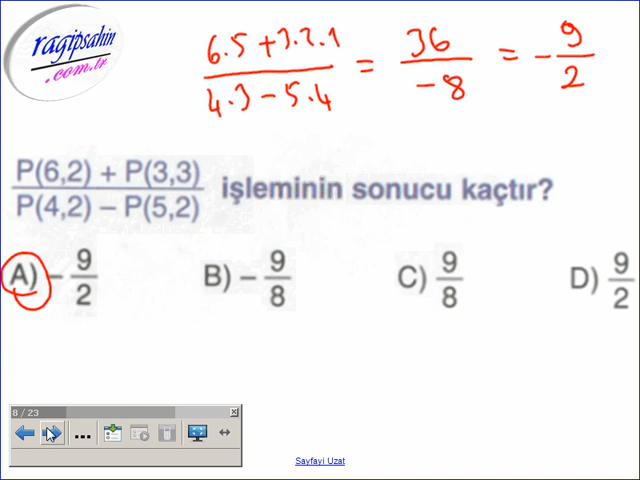 ragipsahin
.com.tr
6.5+3.2.1 / 4.3-5.4 = 36 / -8 = - 9/2
P(6,2) + P(3,3) / P(4,2) – P(5,2) işleminin sonucu kaçtır?
A) – 9/2 B) – 9/8 C) 9/8 D) 9/2
8 / 23
Sayfayi Uzat